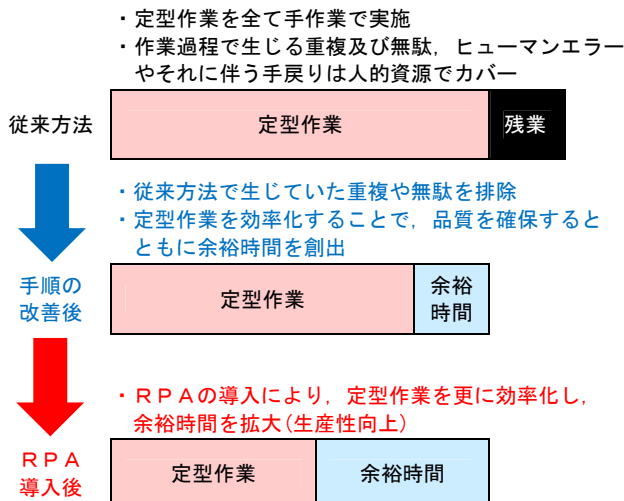 ・定型作業を全て手作業で実施
・作業過程で生じる重複及び無駄，ヒューマンエラー
やそれに伴う手戻りは人的資源でカバー
従来方法
定型作業
残業
・従来方法で生じていた重複や無駄を排除
・定型作業を効率化することで，品質を確保すると
ともに余裕時間を創出
手順の
改善後
定型作業
余裕
時間
・ＲＰＡの導入により，定型作業を更に効率化し，
余裕時間を拡大(生産性向上)
ＲＰＡ
導入後
定型作業
余裕時間